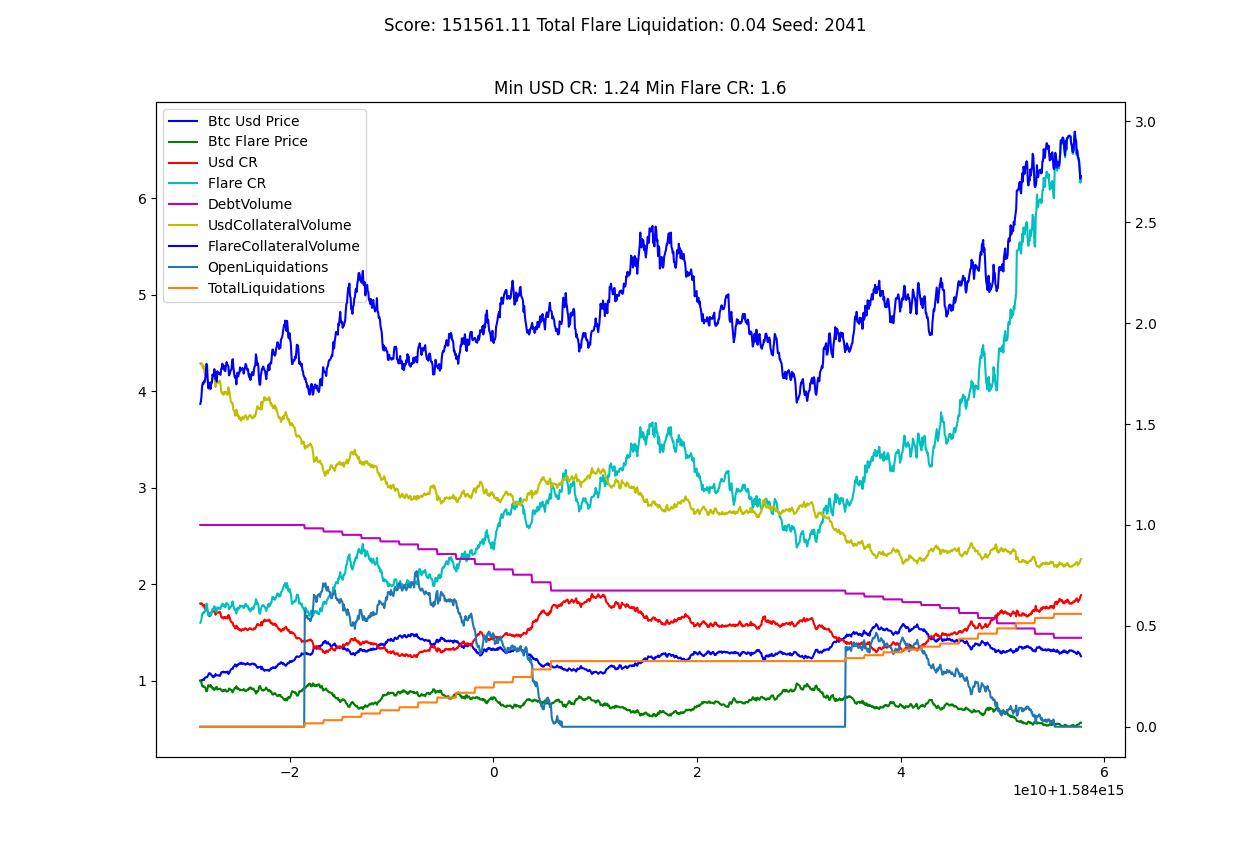 Score: 151561.11 Total Flare Liquidation: 0.04 Seed: 2041
Min USD CR: 1.24 Min Flare CR: 1.6
Btc Usd Price
Btc Flare Price
Usd CR
Flare CR
DebtVolume
UsdCollateralVolume
FlareCollateralVolume
OpenLiquidations
TotalLiquidations
6
5
4
3
2
1
3.0
2.5
2.0
1.5
1.0
0.5
0.0
−2
0
2
4
6
1e10+1.584e15